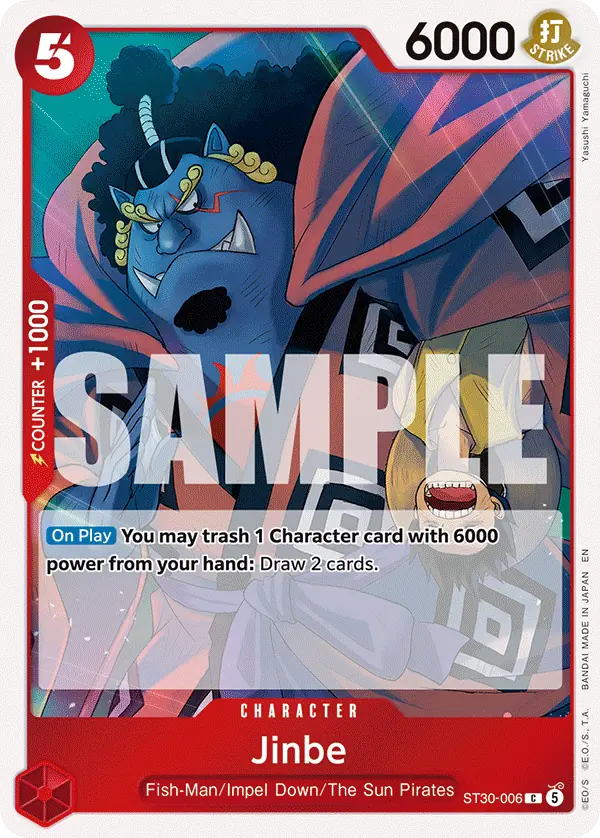 5
6000
打
STRIKE
Yasushi Yamaguchi
COUNTER +1000
SAMPLE
On Play You may trash 1 Character card with 6000
power from your hand: Draw 2 cards.
CHARACTER
Jinbe
Fish-Man/Impel Down/The Sun Pirates
ST30-006 C 5
©EO/S ©E.O./S., T.A. BANDAI MADE IN JAPAN EN